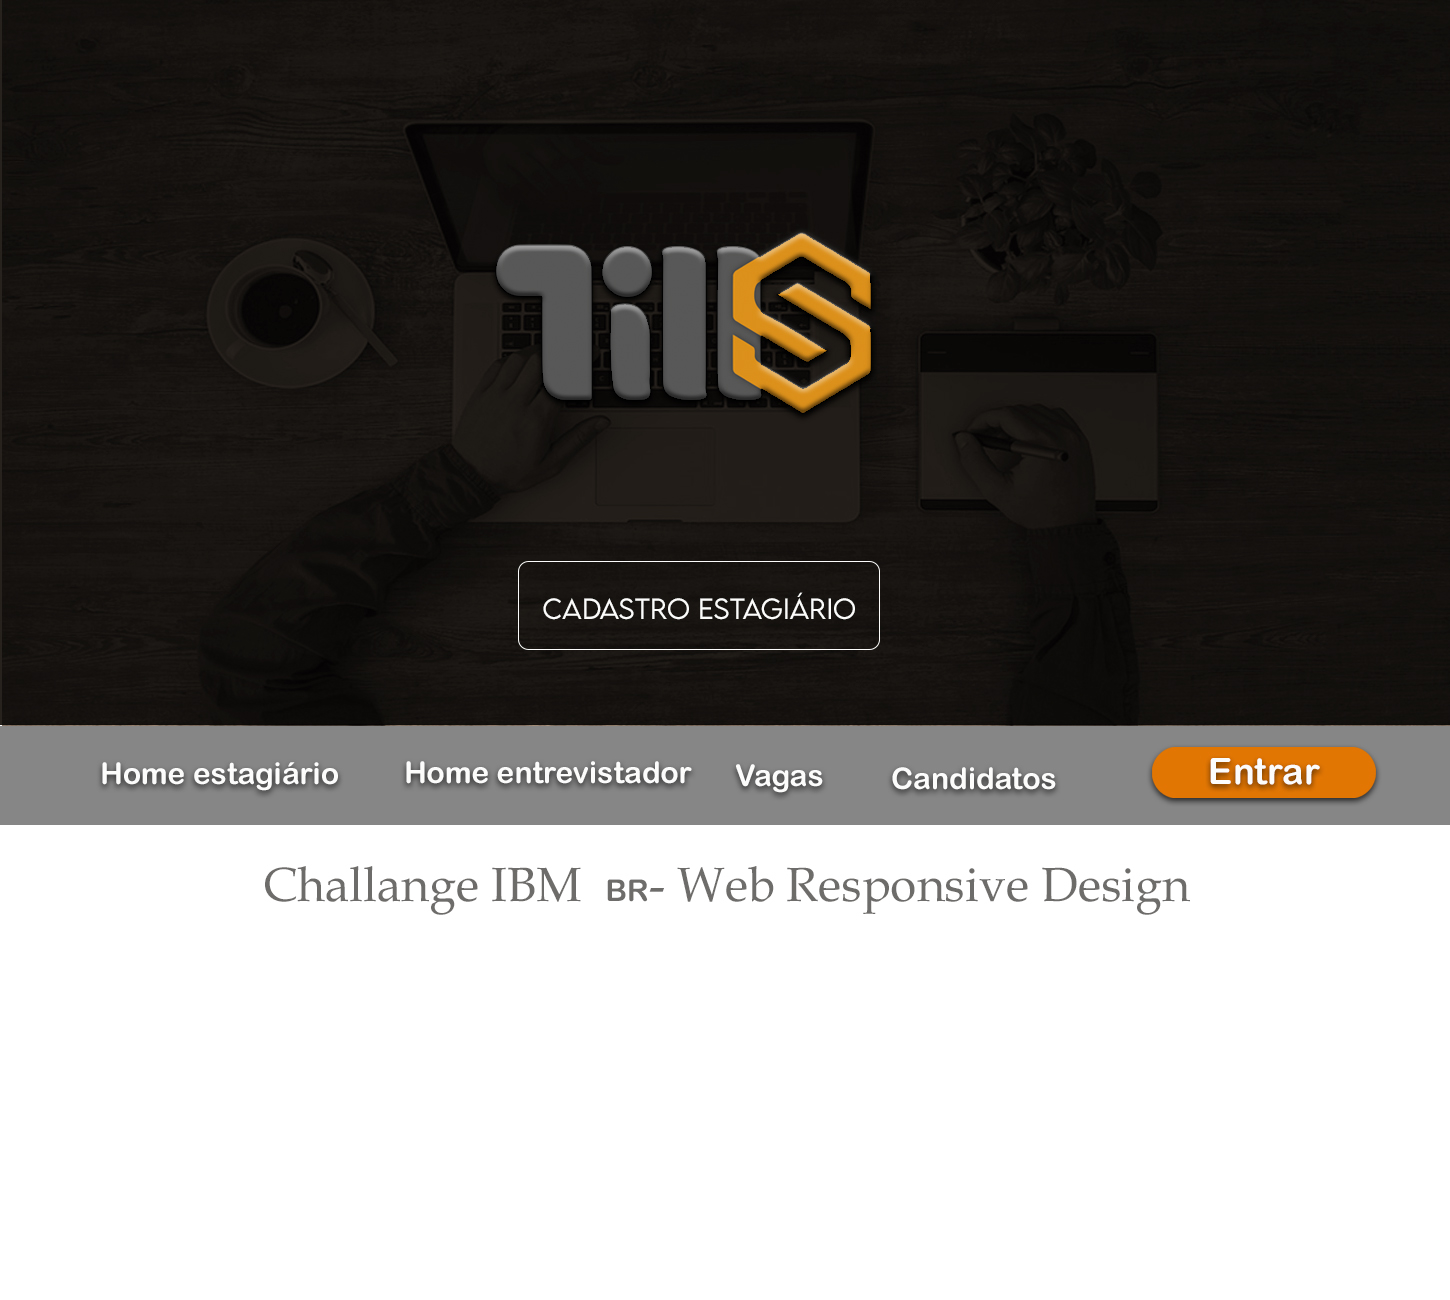 TillS
CADASTRO ESTAGIÁRIO
Home estagiário Home entrevistador Vagas Candidatos Entrar
Challange IBM BR- Web Responsive Design